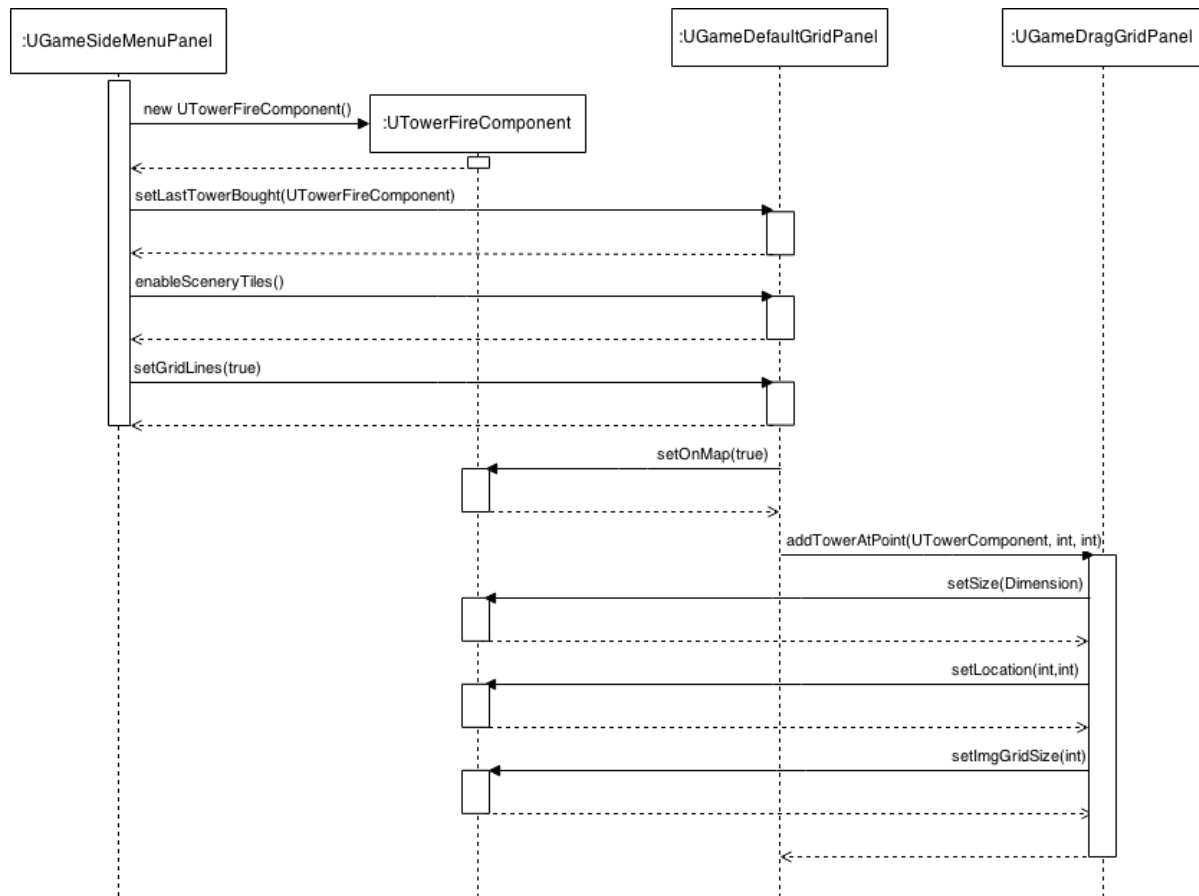 :UGameSideMenuPanel
:UGameDefaultGridPanel
:UGameDragGridPanel
new UTowerFireComponent()
:UTowerFireComponent
setLastTowerBought(UTowerFireComponent)
enableSceneryTiles()
setGridLines(true)
setOnMap(true)
addTowerAtPoint(UTowerComponent, int, int)
setSize(Dimension)
setLocation(int,int)
setImgGridSize(int)